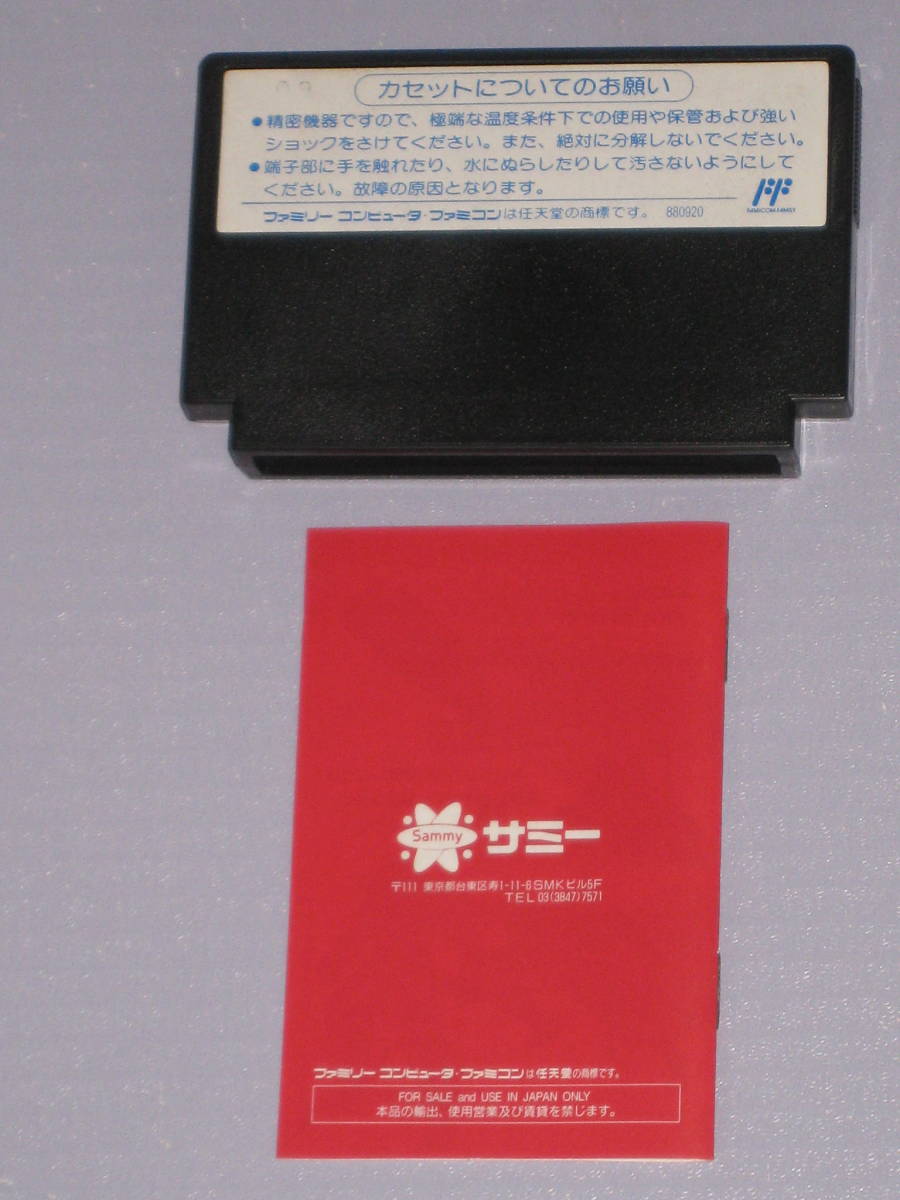 カセットについてのお願い
●精密機器ですので、極端な温度条件下での使用や保管および強い
ショックをさけてください。また、絶対に分解しないでください。
●端子部に手を触れたり、水にぬらしたりして汚さないようにして
ください。故障の原因となります。
FAMICOM FAMILY
ファミリー コンピュータ・ファミコンは任天堂の商標です。 880920
Sammy サミー
〒111 東京都台東区寿1-11-6SMKビル5F
TEL 03(3847)7571
ファミリー コンピュータ・ファミコンは任天堂の商標です。
FOR SALE and USE IN JAPAN ONLY
本品の輸出、使用営業及び賃貸を禁じます。